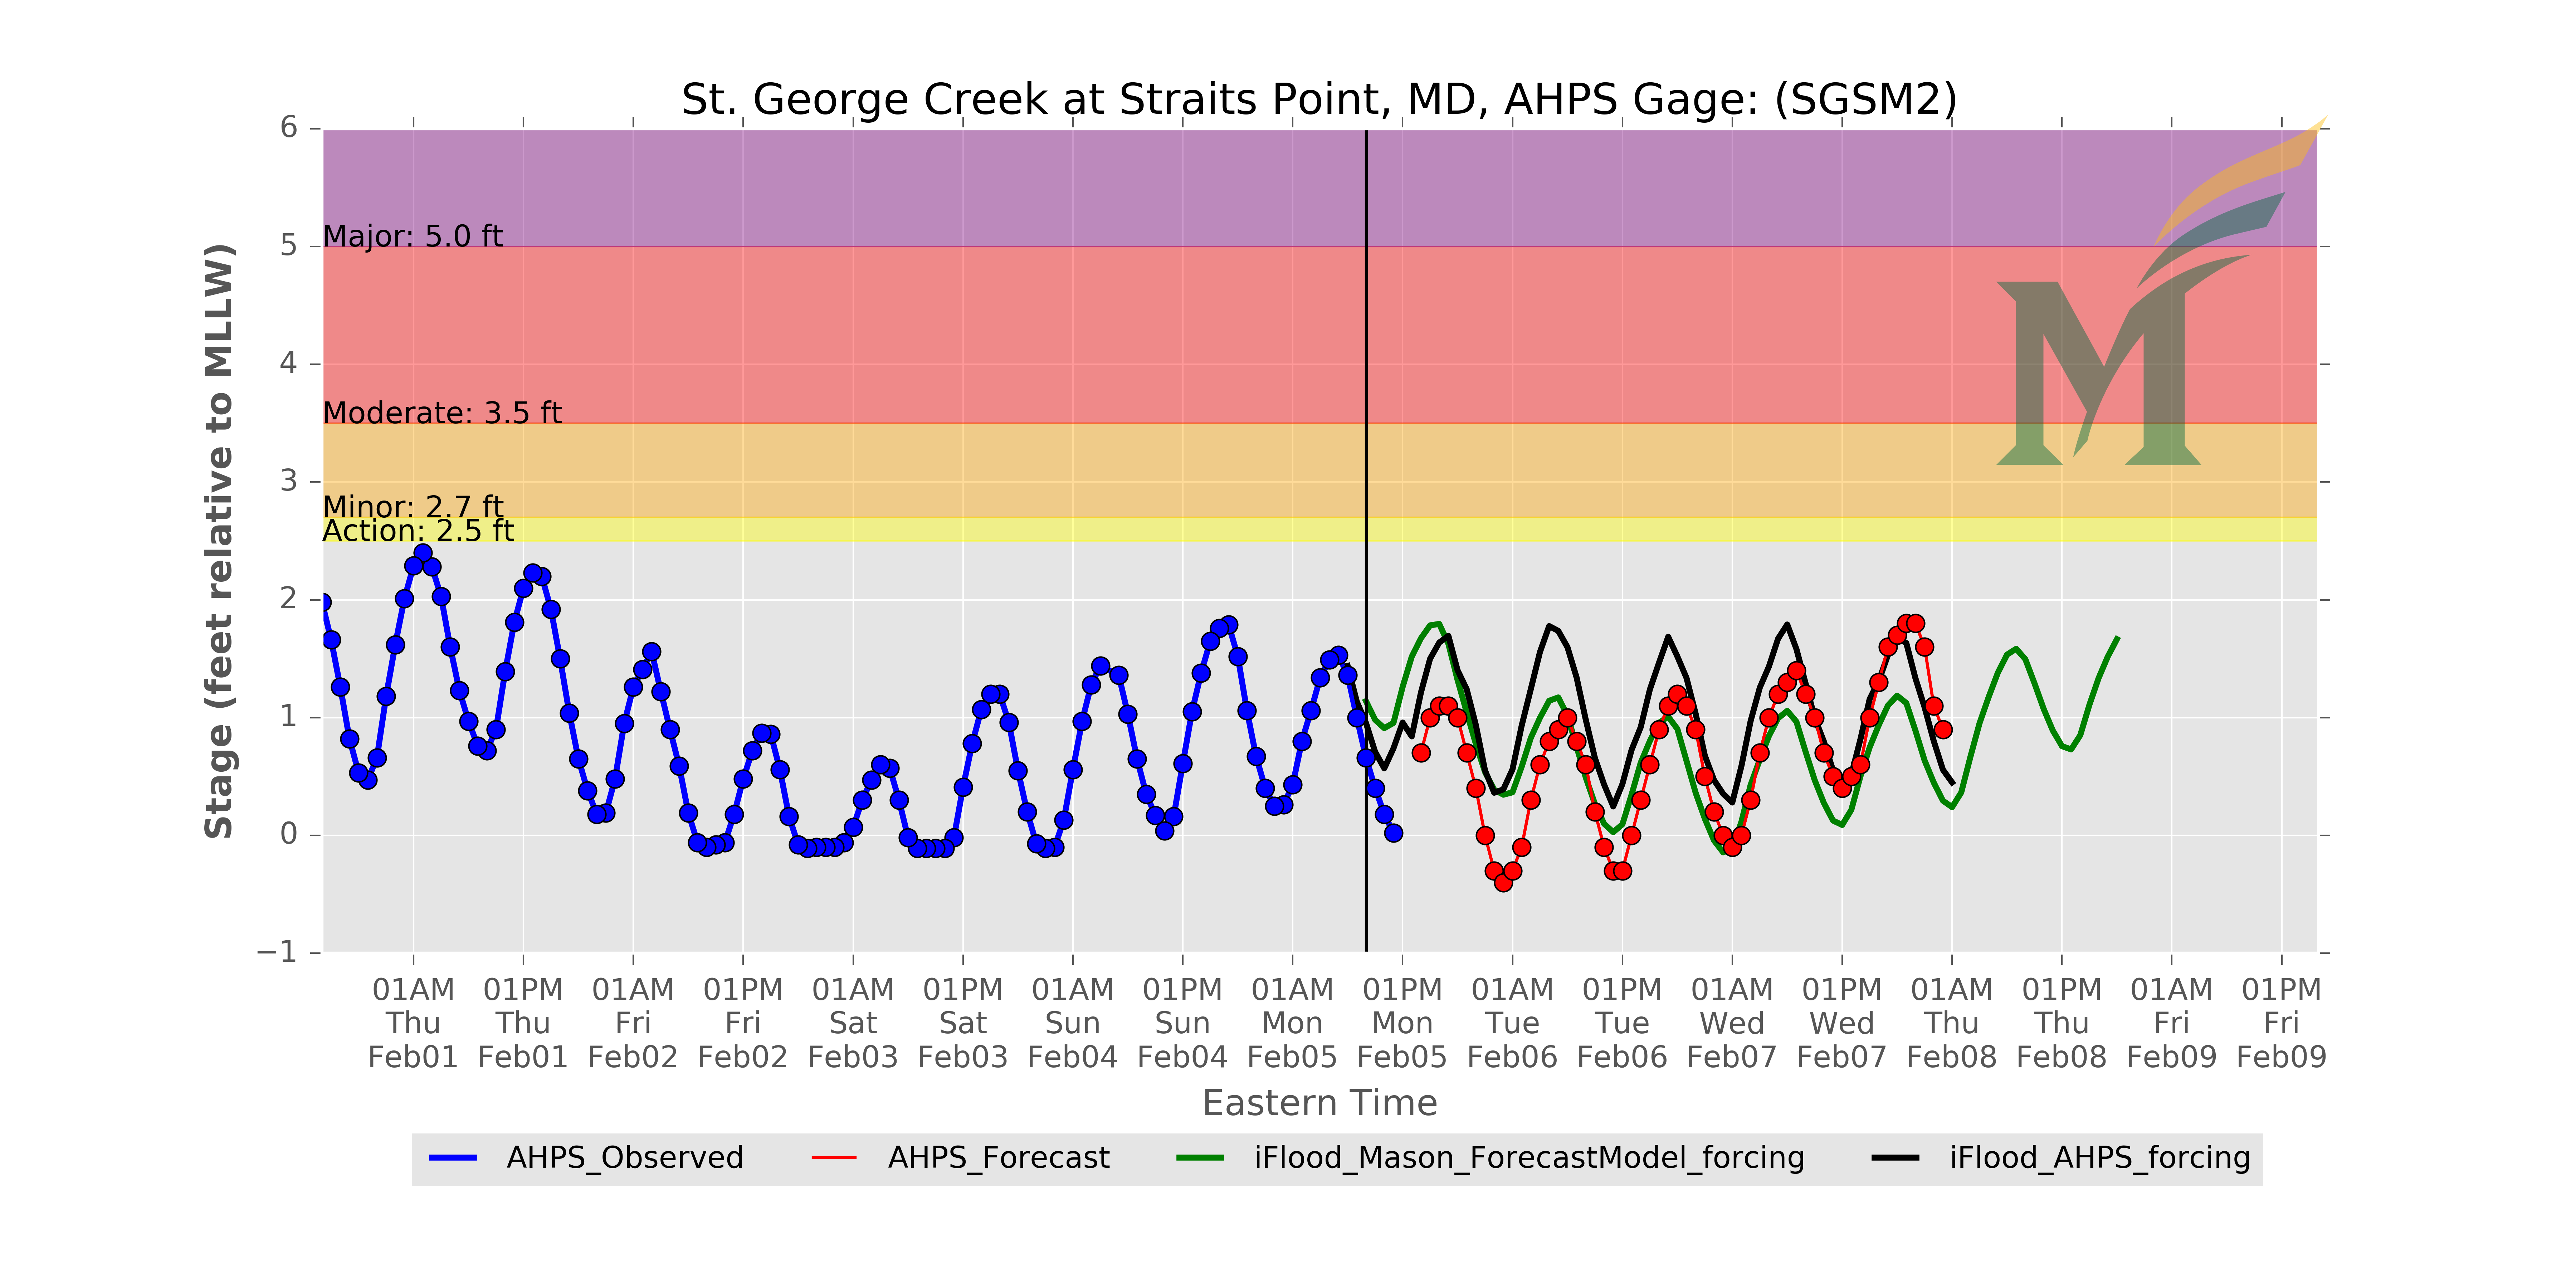 St. George Creek at Straits Point, MD, AHPS Gage: (SGSM2)
Stage (feet relative to MLLW)
6
5
4
3
2
1
0
−1
Major: 5.0 ft
Moderate: 3.5 ft
Minor: 2.7 ft
Action: 2.5 ft
M
01AM 01PM 01AM 01PM 01AM 01PM 01AM 01PM 01AM 01PM 01AM 01PM 01AM 01PM 01AM 01PM 01AM 01PM
Thu Thu Fri Fri Sat Sat Sun Sun Mon Mon Tue Tue Wed Wed Thu Thu Fri Fri
Feb01 Feb01 Feb02 Feb02 Feb03 Feb03 Feb04 Feb04 Feb05 Feb05 Feb06 Feb06 Feb07 Feb07 Feb08 Feb08 Feb09 Feb09
Eastern Time
AHPS_Observed AHPS_Forecast iFlood_Mason_ForecastModel_forcing iFlood_AHPS_forcing